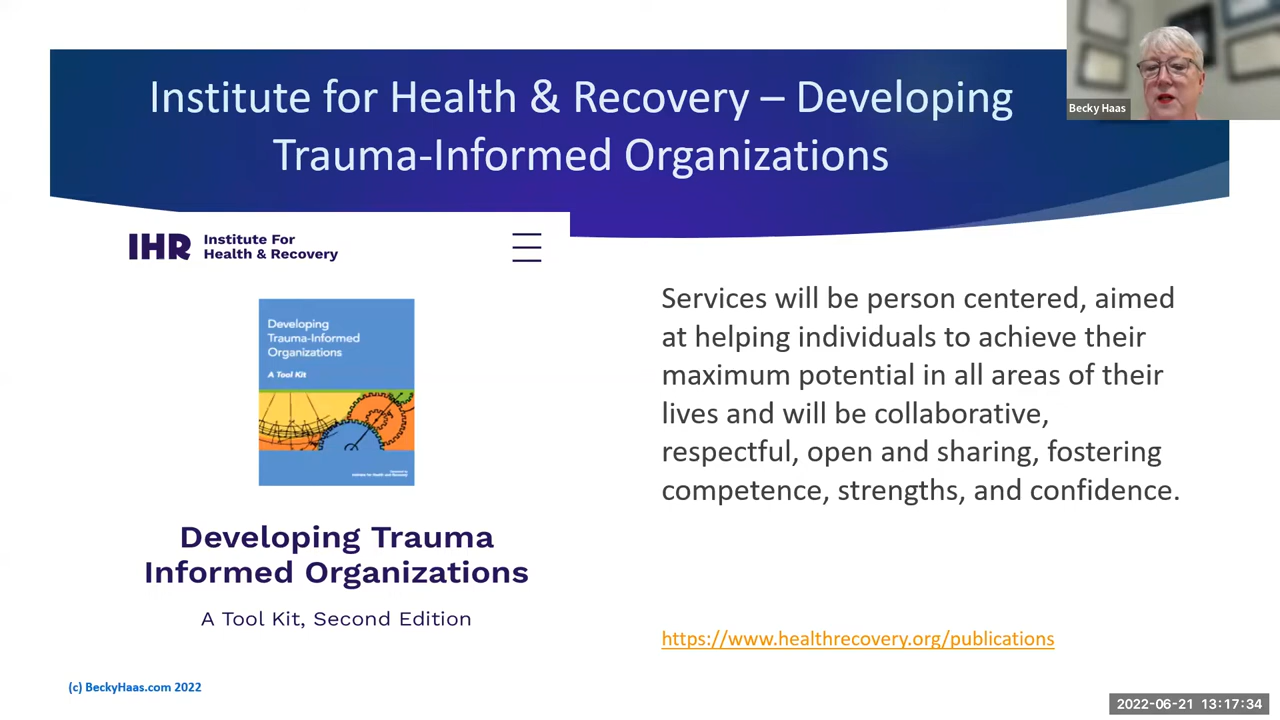 Institute for Health & Recovery – Developing
Trauma-Informed Organizations
Becky Haas
IHR
Institute For
Health & Recovery
Developing
Trauma-Informed
Organizations
A Tool Kit
Developing Trauma
Informed Organizations
A Tool Kit, Second Edition
Services will be person centered, aimed
at helping individuals to achieve their
maximum potential in all areas of their
lives and will be collaborative,
respectful, open and sharing, fostering
competence, strengths, and confidence.
https://www.healthrecovery.org/publications
(c) BeckyHaas.com 2022
2022-06-21 13:17:34